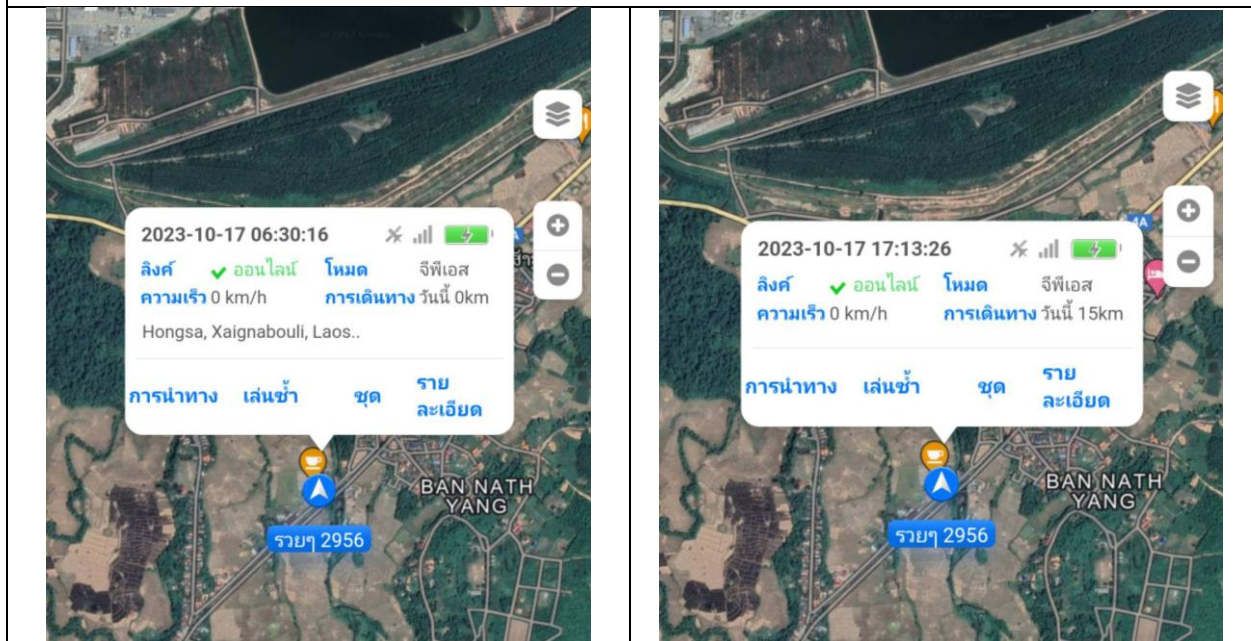 2023-10-17 06:30:16
ลิงค์ ออนไลน์ โหมด จีพีเอส
ความเร็ว 0 km/h การเดินทาง วันนี้ 0km
Hongsa, Xaignabouli, Laos..
การนำทาง เล่นซ้ำ ชุด ราย
ละเอียด
BAN NATH
YANG
รวยๆ 2956
4A
2023-10-17 17:13:26
ลิงค์ ออนไลน์ โหมด จีพีเอส
ความเร็ว 0 km/h การเดินทาง วันนี้ 15km
การนำทาง เล่นซ้ำ ชุด ราย
ละเอียด
BAN NATH
YANG
รวยๆ 2956